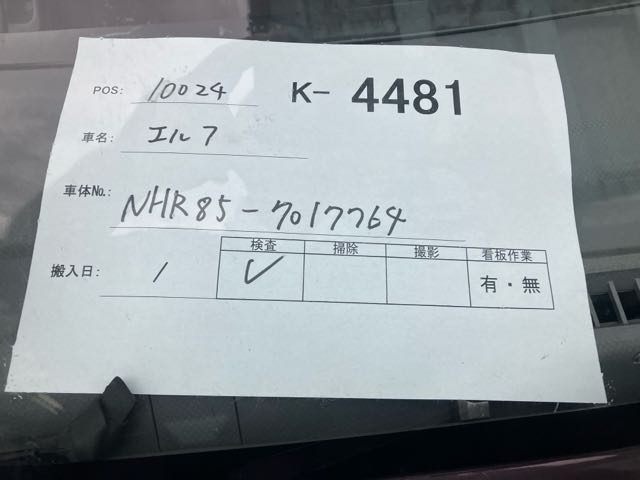 POS: 10024 K- 4481
車名: エルフ
車体No.: NHR85-7017764
検査 掃除 撮影 看板作業
搬入日: / ✓ 有・無